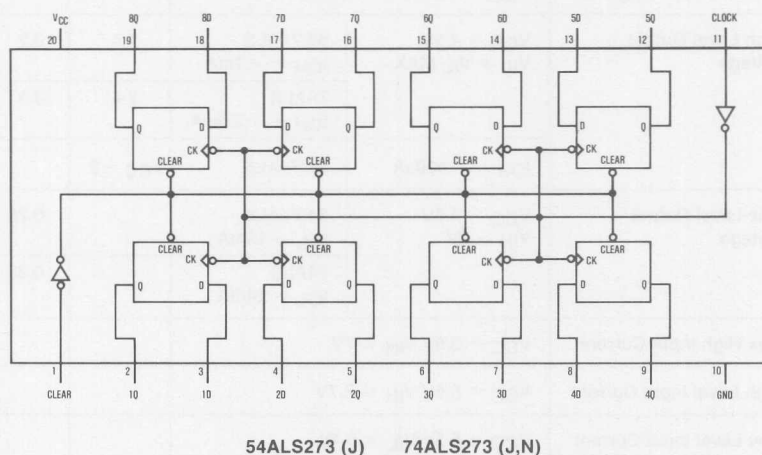 VCC 8Q 8D 7D 7Q 6Q 6D 5D 5Q CLOCK
20 19 18 17 16 15 14 13 12 11
Q D D Q Q D D Q
CK CK CK CK
CLEAR CLEAR CLEAR CLEAR
CLEAR CLEAR CLEAR CLEAR
CK CK CK CK
Q D D Q Q D D Q
1 2 3 4 5 6 7 8 9 10
CLEAR 1Q 1D 2D 2Q 3Q 3D 4D 4Q GND
54ALS273 (J) 74ALS273 (J,N)